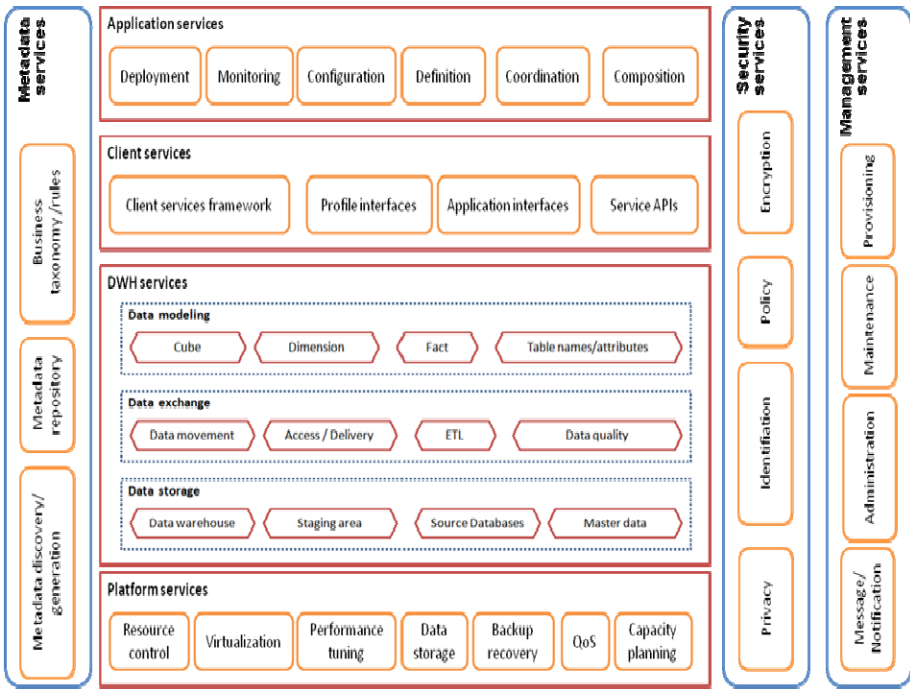 Metadata
services
Business
taxonomy /rules
Metadata
repository
Metadata discovery/
generation
Application services
Deployment
Monitoring
Configuration
Definition
Coordination
Composition
Client services
Client services framework
Profile interfaces
Application interfaces
Service APIs
DWH services
Data modeling
Cube
Dimension
Fact
Table names/attributes
Data exchange
Data movement
Access / Delivery
ETL
Data quality
Data storage
Data warehouse
Staging area
Source Databases
Master data
Platform services
Resource
control
Virtualization
Performance
tuning
Data
storage
Backup
recovery
QoS
Capacity
planning
Security
services
Encryption
Policy
Identifiation
Privacy
Management
services
Provisioning
Maintenance
Administration
Message/
Notification